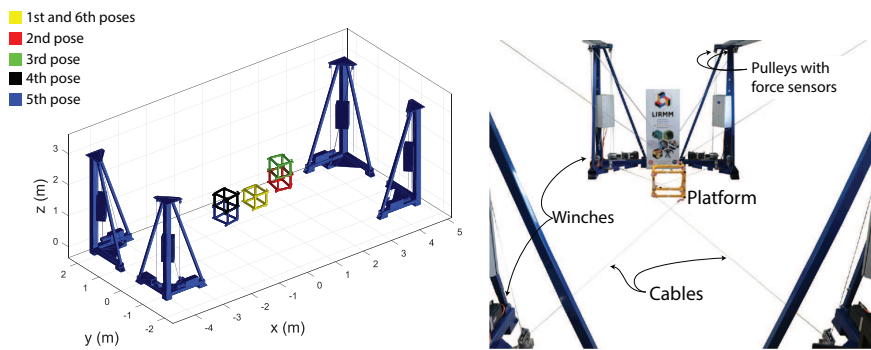 1st and 6th poses
2nd pose
3rd pose
4th pose
5th pose
3
2
1
0
z (m)
2
1
0
-1
-2
y (m)
-4
-3
-2
-1
0
1
2
3
4
5
x (m)
Pulleys with
force sensors
LIRMM
Platform
Winches
Cables